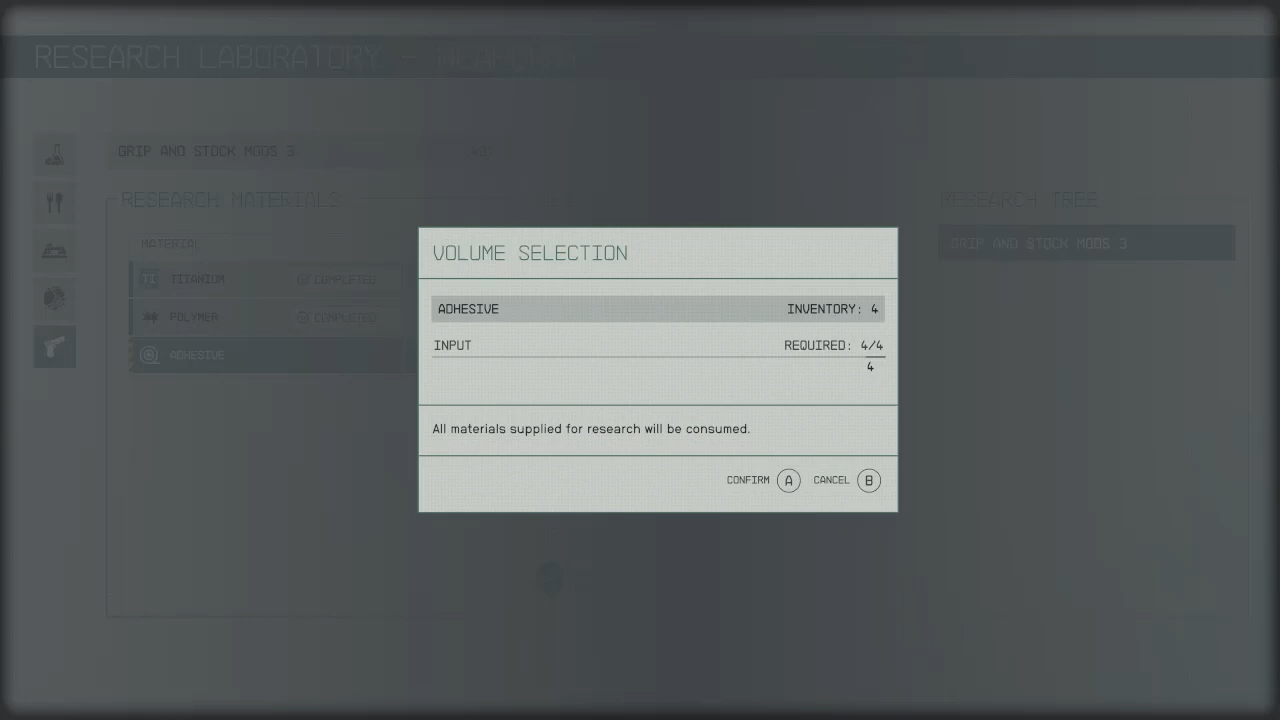 RESEARCH LABORATORY - WEAPONS
GRIP AND STOCK MODS 3
RESEARCH MATERIALS
RESEARCH TREE
MATERIAL
GRIP AND STOCK MODS 3
TI TITANIUM COMPLETED
POLYMER COMPLETED
ADHESIVE
VOLUME SELECTION
ADHESIVE INVENTORY: 4
INPUT REQUIRED: 4/4
4
All materials supplied for research will be consumed.
CONFIRM A CANCEL B